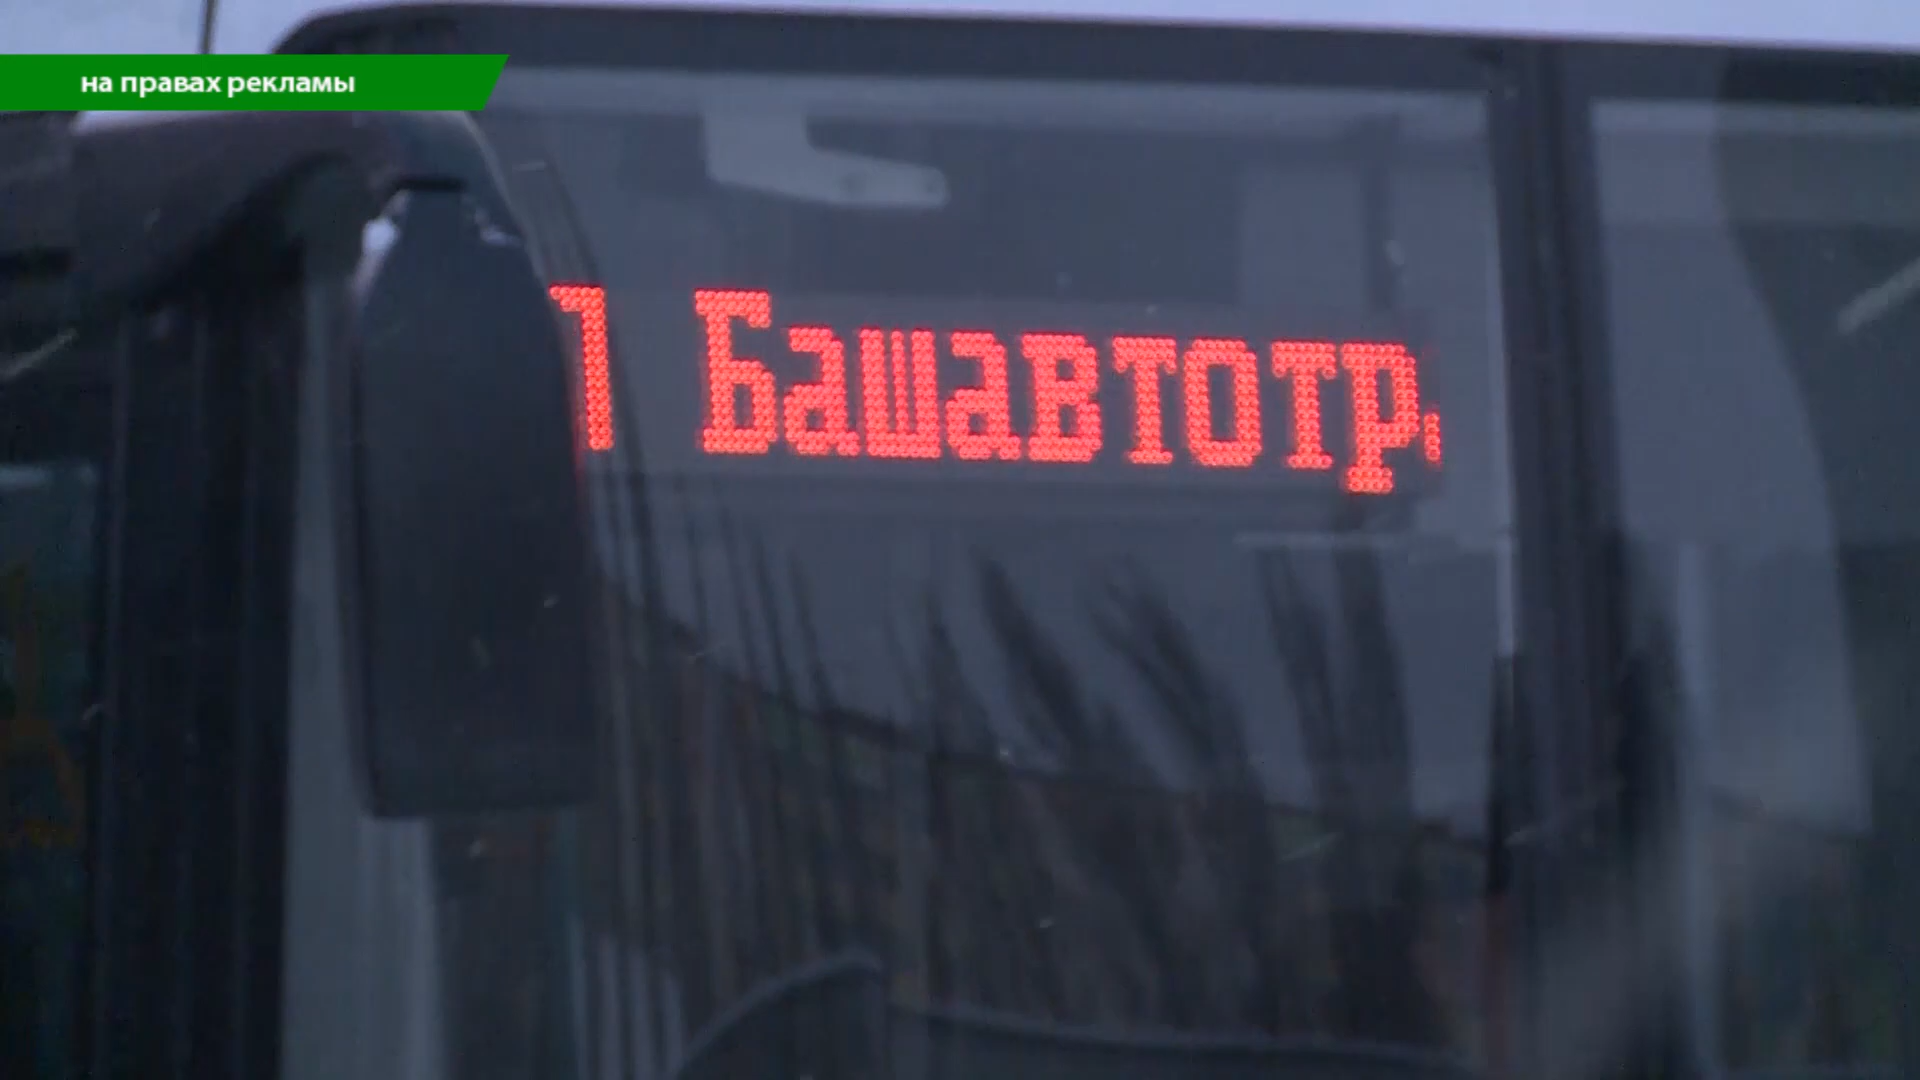 на правах рекламы
Башавтотр